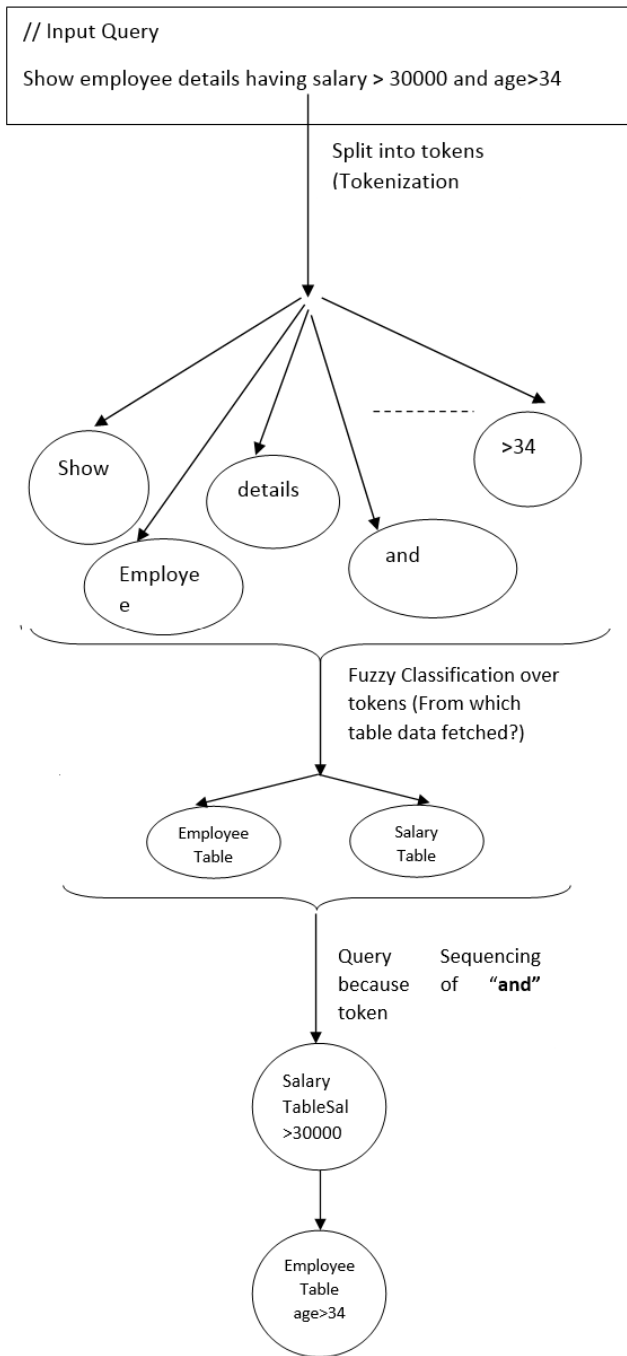 // Input Query
Show employee details having salary > 30000 and age>34
Split into tokens
(Tokenization
Show
Employe
e
details
and
>34
Fuzzy Classification over
tokens (From which
table data fetched?)
Employee
Table
Salary
Table
Query Sequencing
because of "and"
token
Salary
TableSal
>30000
Employee
Table
age>34